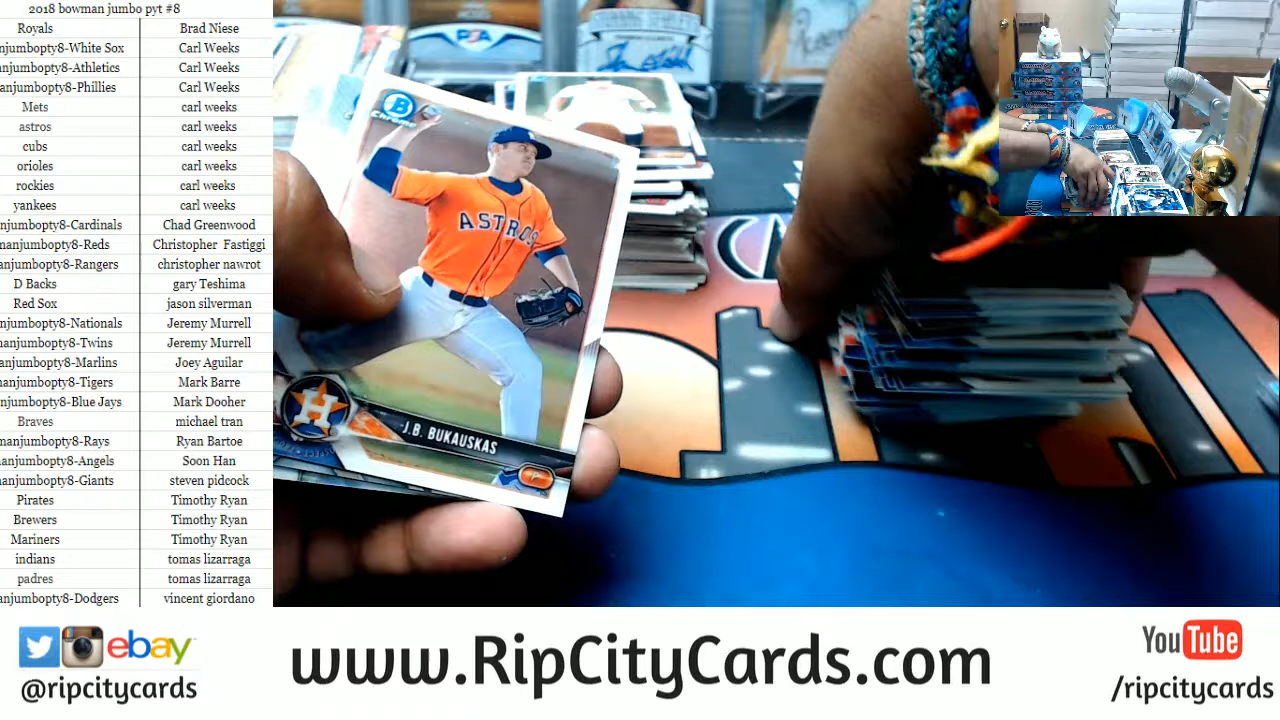 2018 bowman jumbo pyt #8
Royals Brad Niese
anjumbopty8-White Sox Carl Weeks
anjumbopty8-Athletics Carl Weeks
anjumbopty8-Phillies Carl Weeks
Mets carl weeks
astros carl weeks
cubs carl weeks
orioles carl weeks
rockies carl weeks
yankees carl weeks
anjumbopty8-Cardinals Chad Greenwood
manjumbopty8-Reds Christopher Fastiggi
anjumbopty8-Rangers christopher nawrot
D Backs gary Teshima
Red Sox jason silverman
njumbopty8-Nationals Jeremy Murrell
manjumbopty8-Twins Jeremy Murrell
manjumbopty8-Marlins Joey Aguilar
nanjumbopty8-Tigers Mark Barre
njumbopty8-Blue Jays Mark Dooher
Braves michael tran
manjumbopty8-Rays Ryan Bartoe
anjumbopty8-Angels Soon Han
anjumbopty8-Giants steven pidcock
Pirates Timothy Ryan
Brewers Timothy Ryan
Mariners Timothy Ryan
indians tomas lizarraga
padres tomas lizarraga
anjumbopty8-Dodgers vincent giordano
PSA
B
CHROME
ASTROS
H
J.B. BUKAUSKAS
P
ebay
@ripcitycards
www.RipCityCards.com
YouTube
/ripcitycards